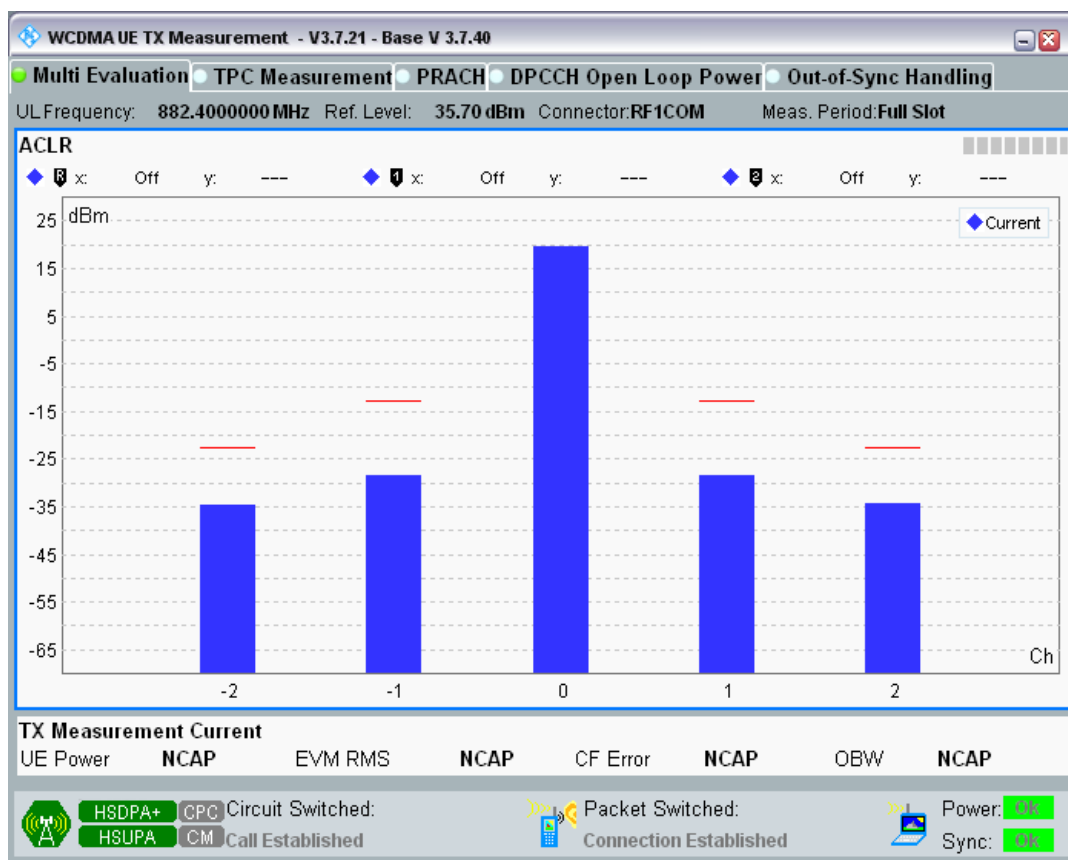 WCDMA UE TX Measurement - V3.7.21 - Base V 3.7.40
Multi Evaluation TPC Measurement PRACH DPCCH Open Loop Power Out-of-Sync Handling
UL Frequency: 882.4000000 MHz Ref. Level: 35.70 dBm Connector:RF1COM Meas. Period:Full Slot
ACLR
R x: Off y: --- 1 x: Off y: --- 2 x: Off y: ---
dBm
Current
25
15
5
-5
-15
-25
-35
-45
-55
-65
Ch
-2 -1 0 1 2
TX Measurement Current
UE Power NCAP EVM RMS NCAP CF Error NCAP OBW NCAP
HSDPA+ CPC Circuit Switched: Packet Switched: Power: Ok
HSUPA CM Call Established Connection Established Sync: Ok